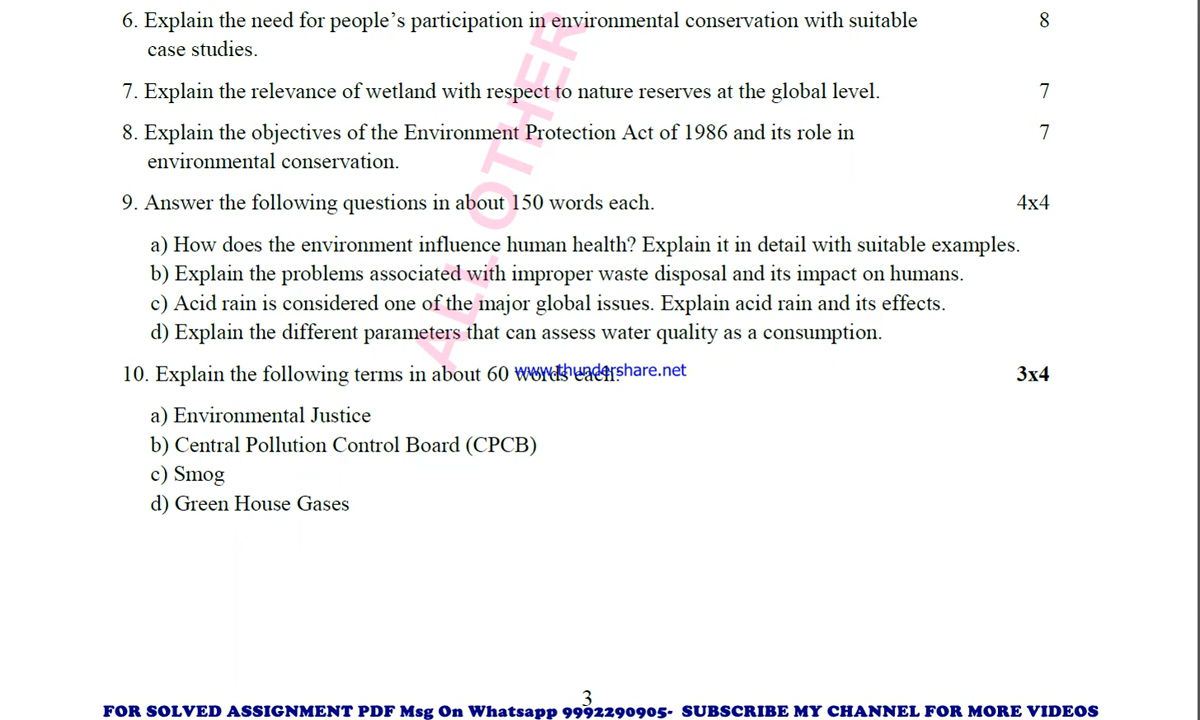 6. Explain the need for people's participation in environmental conservation with suitable 8
case studies.
7. Explain the relevance of wetland with respect to nature reserves at the global level. 7
8. Explain the objectives of the Environment Protection Act of 1986 and its role in 7
environmental conservation.
9. Answer the following questions in about 150 words each. 4x4
a) How does the environment influence human health? Explain it in detail with suitable examples.
b) Explain the problems associated with improper waste disposal and its impact on humans.
c) Acid rain is considered one of the major global issues. Explain acid rain and its effects.
d) Explain the different parameters that can assess water quality as a consumption.
10. Explain the following terms in about 60 words each. 3x4
www.thundershare.net
a) Environmental Justice
b) Central Pollution Control Board (CPCB)
c) Smog
d) Green House Gases
ALL OTHER
3
FOR SOLVED ASSIGNMENT PDF Msg On Whatsapp 9992290905- SUBSCRIBE MY CHANNEL FOR MORE VIDEOS